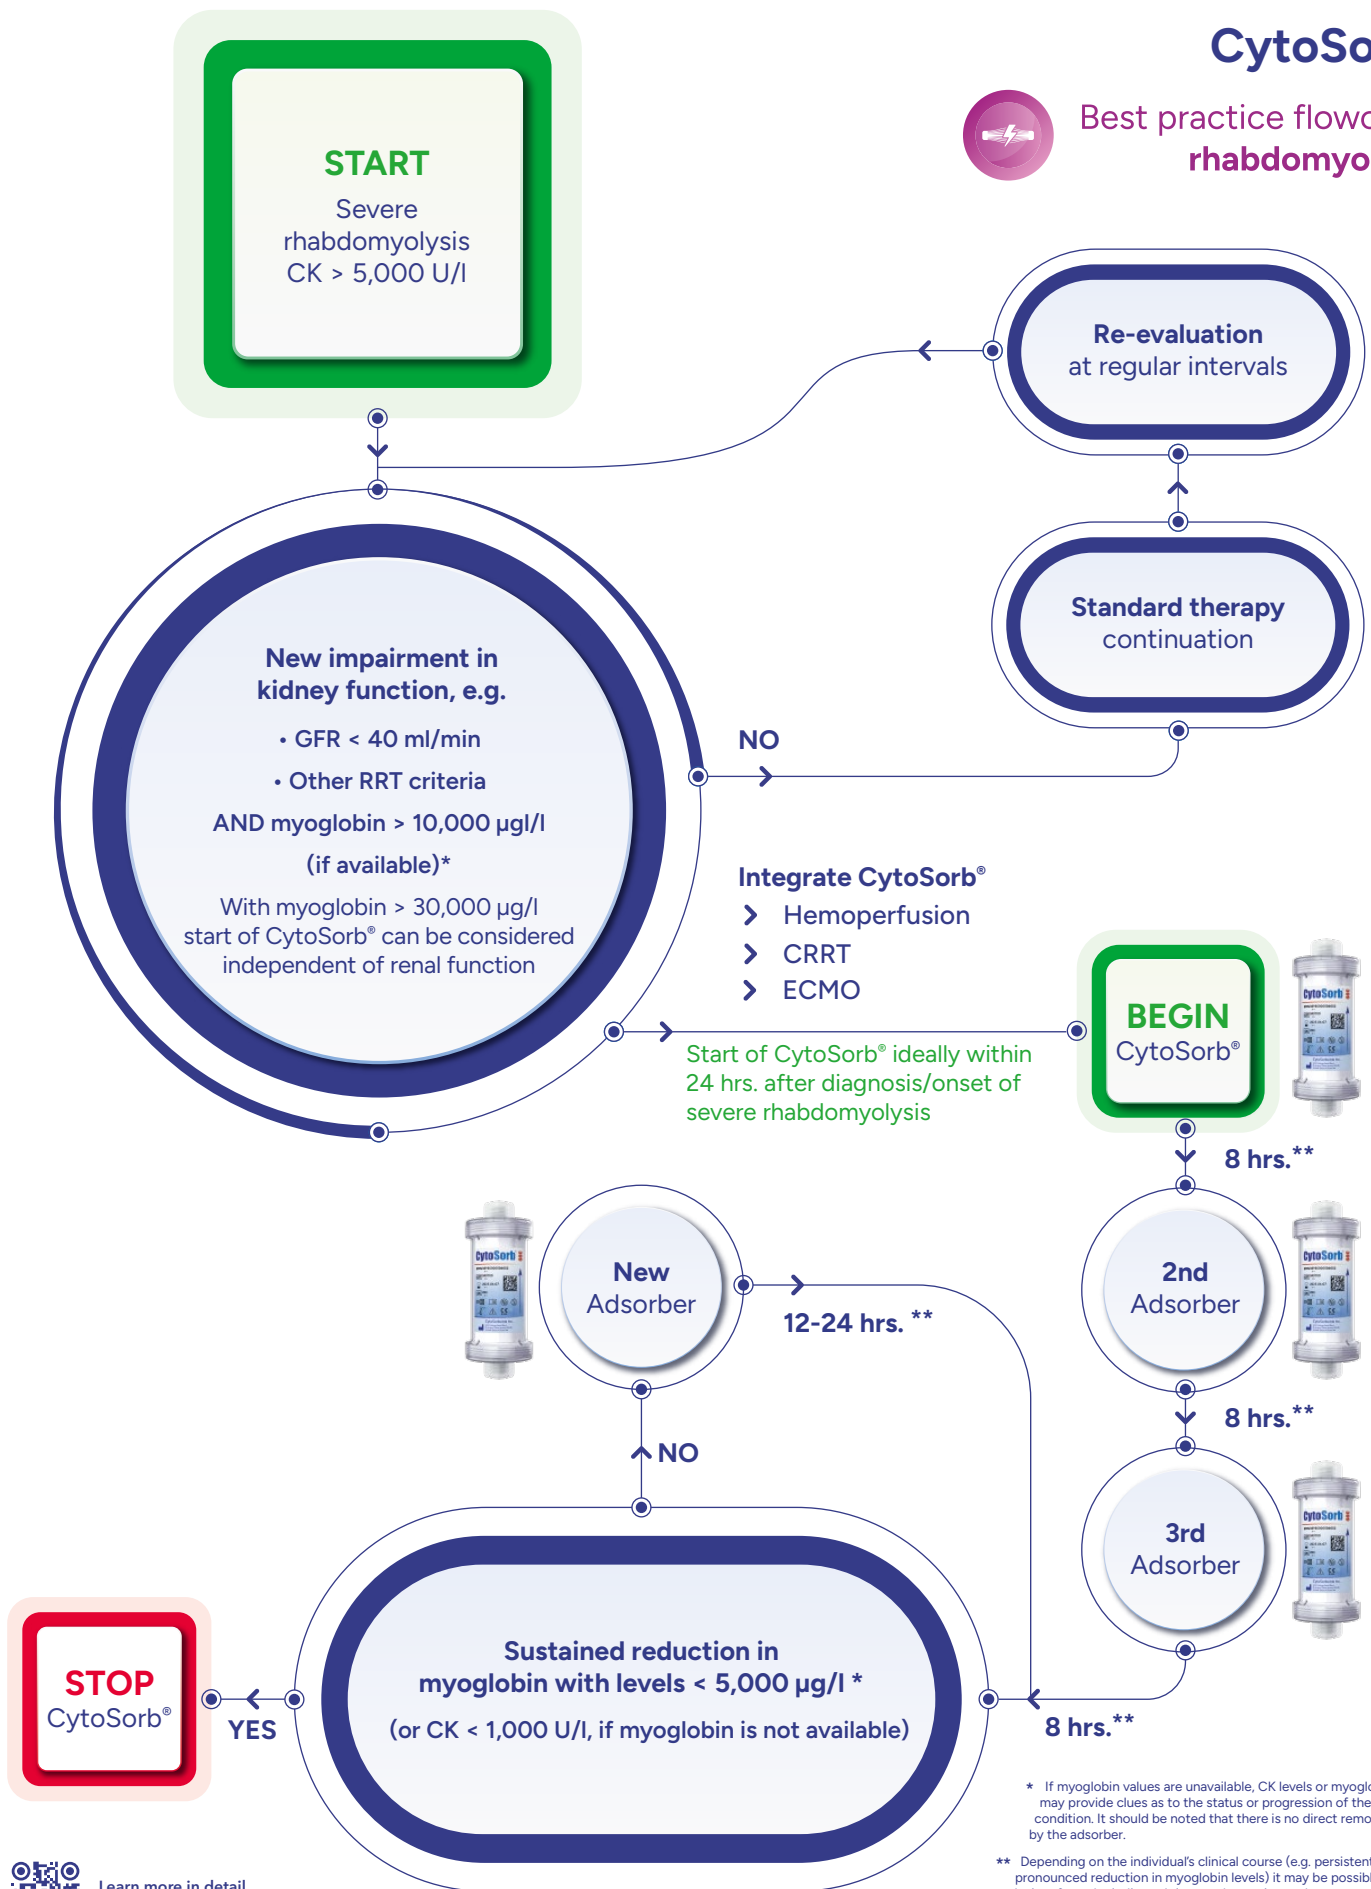 CytoSo
Best practice flowc
rhabdomyo
START
Severe
rhabdomyolysis
CK > 5,000 U/l
Re-evaluation
at regular intervals
Standard therapy
continuation
New impairment in
kidney function, e.g.
• GFR < 40 ml/min
• Other RRT criteria
AND myoglobin > 10,000 µgl/l
(if available)*
With myoglobin > 30,000 µg/l
start of CytoSorb® can be considered
independent of renal function
NO
Integrate CytoSorb®
Hemoperfusion
CRRT
ECMO
Start of CytoSorb® ideally within
24 hrs. after diagnosis/onset of
severe rhabdomyolysis
BEGIN
CytoSorb®
CytoSorb
8 hrs.**
2nd
Adsorber
CytoSorb
8 hrs.**
3rd
Adsorber
CytoSorb
8 hrs.**
CytoSorb
New
Adsorber
12-24 hrs. **
NO
Sustained reduction in
myoglobin with levels < 5,000 µg/l *
(or CK < 1,000 U/l, if myoglobin is not available)
YES
STOP
CytoSorb®
* If myoglobin values are unavailable, CK levels or myoglo
may provide clues as to the status or progression of the
condition. It should be noted that there is no direct remo
by the adsorber.
** Depending on the individual's clinical course (e.g. persistent
pronounced reduction in myoglobin levels) it may be possibl
Learn more in detail